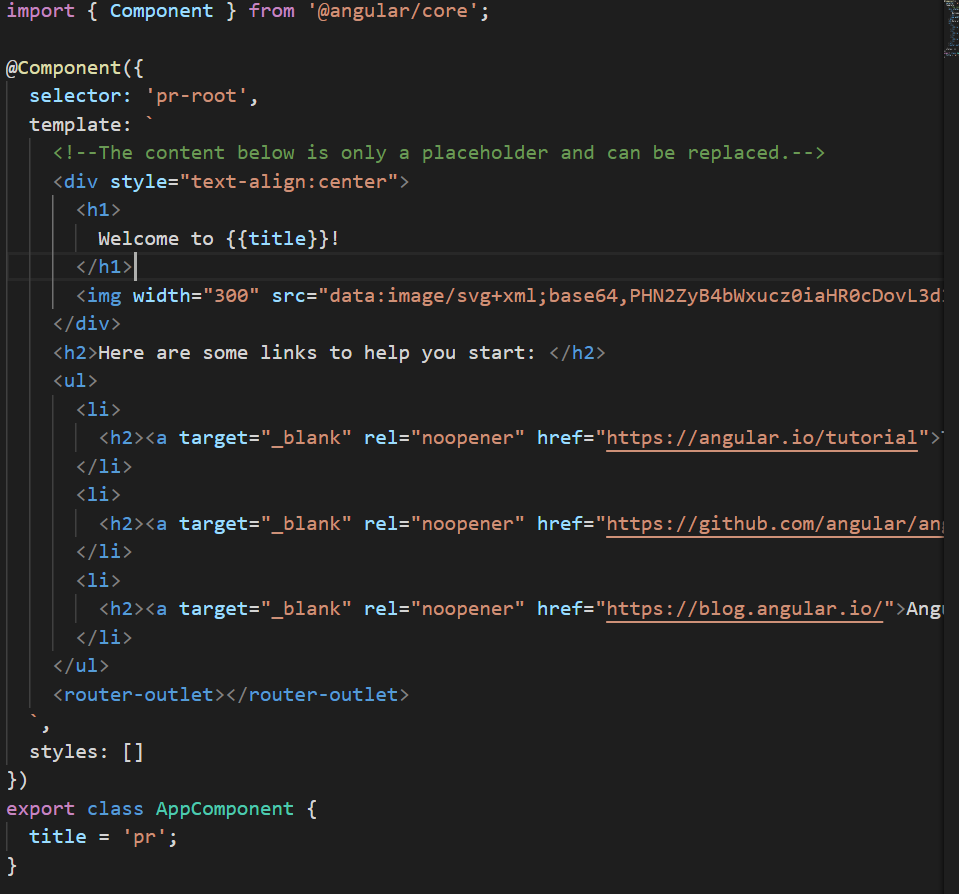 import { Component } from '@angular/core';
@Component({
selector: 'pr-root',
template: `
<!--The content below is only a placeholder and can be replaced.-->
<div style="text-align:center">
<h1>
Welcome to {{title}}!
</h1>
<img width="300" src="data:image/svg+xml;base64,PHN2ZyB4bWxucz0iaHR0cDovL3d
</div>
<h2>Here are some links to help you start: </h2>
<ul>
<li>
<h2><a target="_blank" rel="noopener" href="https://angular.io/tutorial">
</li>
<li>
<h2><a target="_blank" rel="noopener" href="https://github.com/angular/an
</li>
<li>
<h2><a target="_blank" rel="noopener" href="https://blog.angular.io/">Ang
</li>
</ul>
<router-outlet></router-outlet>
`,
styles: []
})
export class AppComponent {
title = 'pr';
}